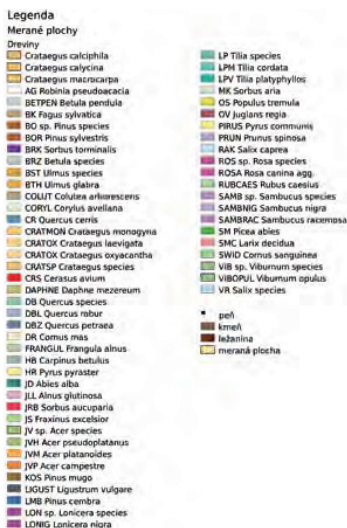 Legenda
Merané plochy
Dreviny
Crataegus calciphila
Crataegus calycina
Crataegus macrocarpa
AG Robinia pseudoacacia
BETPEN Betula pendula
BK Fagus sylvatica
BO sp. Pinus species
BOR Pinus sylvestris
BRK Sorbus torminalis
BRZ Betula species
BST Ulmus species
BTH Ulmus glabra
COLUT Colutea arborescens
CORYL Corylus avellana
CR Quercus cerris
CRATMON Crataegus monogyna
CRATOX Crataegus laevigata
CRATOX Crataegus oxyacantha
CRATSP Crataegus species
CRS Cerasus avium
DAPHNE Daphne mezereum
DB Quercus species
DBL Quercus robur
DBZ Quercus petraea
DR Cornus mas
FRANGUL Frangula alnus
HB Carpinus betulus
HR Pyrus pyraster
JD Abies alba
JLL Alnus glutinosa
JRB Sorbus aucuparia
JS Fraxinus excelsior
JV sp. Acer species
JVH Acer pseudoplatanus
JVM Acer platanoides
JVP Acer campestre
KOS Pinus mugo
LIGUST Ligustrum vulgare
LMB Pinus cembra
LON sp. Lonicera species
LONIG Lonicera nigra
LP Tilia species
LPM Tilia cordata
LPV Tilia platyphyllos
MK Sorbus aria
OS Populus tremula
OV Juglans regia
PIRUS Pyrus communis
PRUN Prunus spinosa
RAK Salix caprea
ROS sp. Rosa species
ROSA Rosa canina agg.
RUBCAES Rubus caesius
SAMB sp. Sambucus species
SAMBNIG Sambucus nigra
SAMBRAC Sambucus racemosa
SM Picea abies
SMC Larix decidua
SWID Cornus sanguinea
VIB sp. Viburnum species
VIBOPUL Viburnum opulus
VR Salix species
peň
kmeň
ležanina
meraná plocha